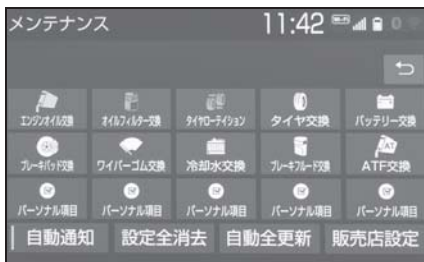 メンテナンス 11:42
エンジンオイル交換 オイルフィルター交換 タイヤローテイション タイヤ交換 バッテリー交換
ブレーキパッド交換 ワイパーゴム交換 冷却水交換 ブレーキフルード交換 ATF交換
パーソナル項目 パーソナル項目 パーソナル項目 パーソナル項目 パーソナル項目
自動通知 設定全消去 自動全更新 販売店設定